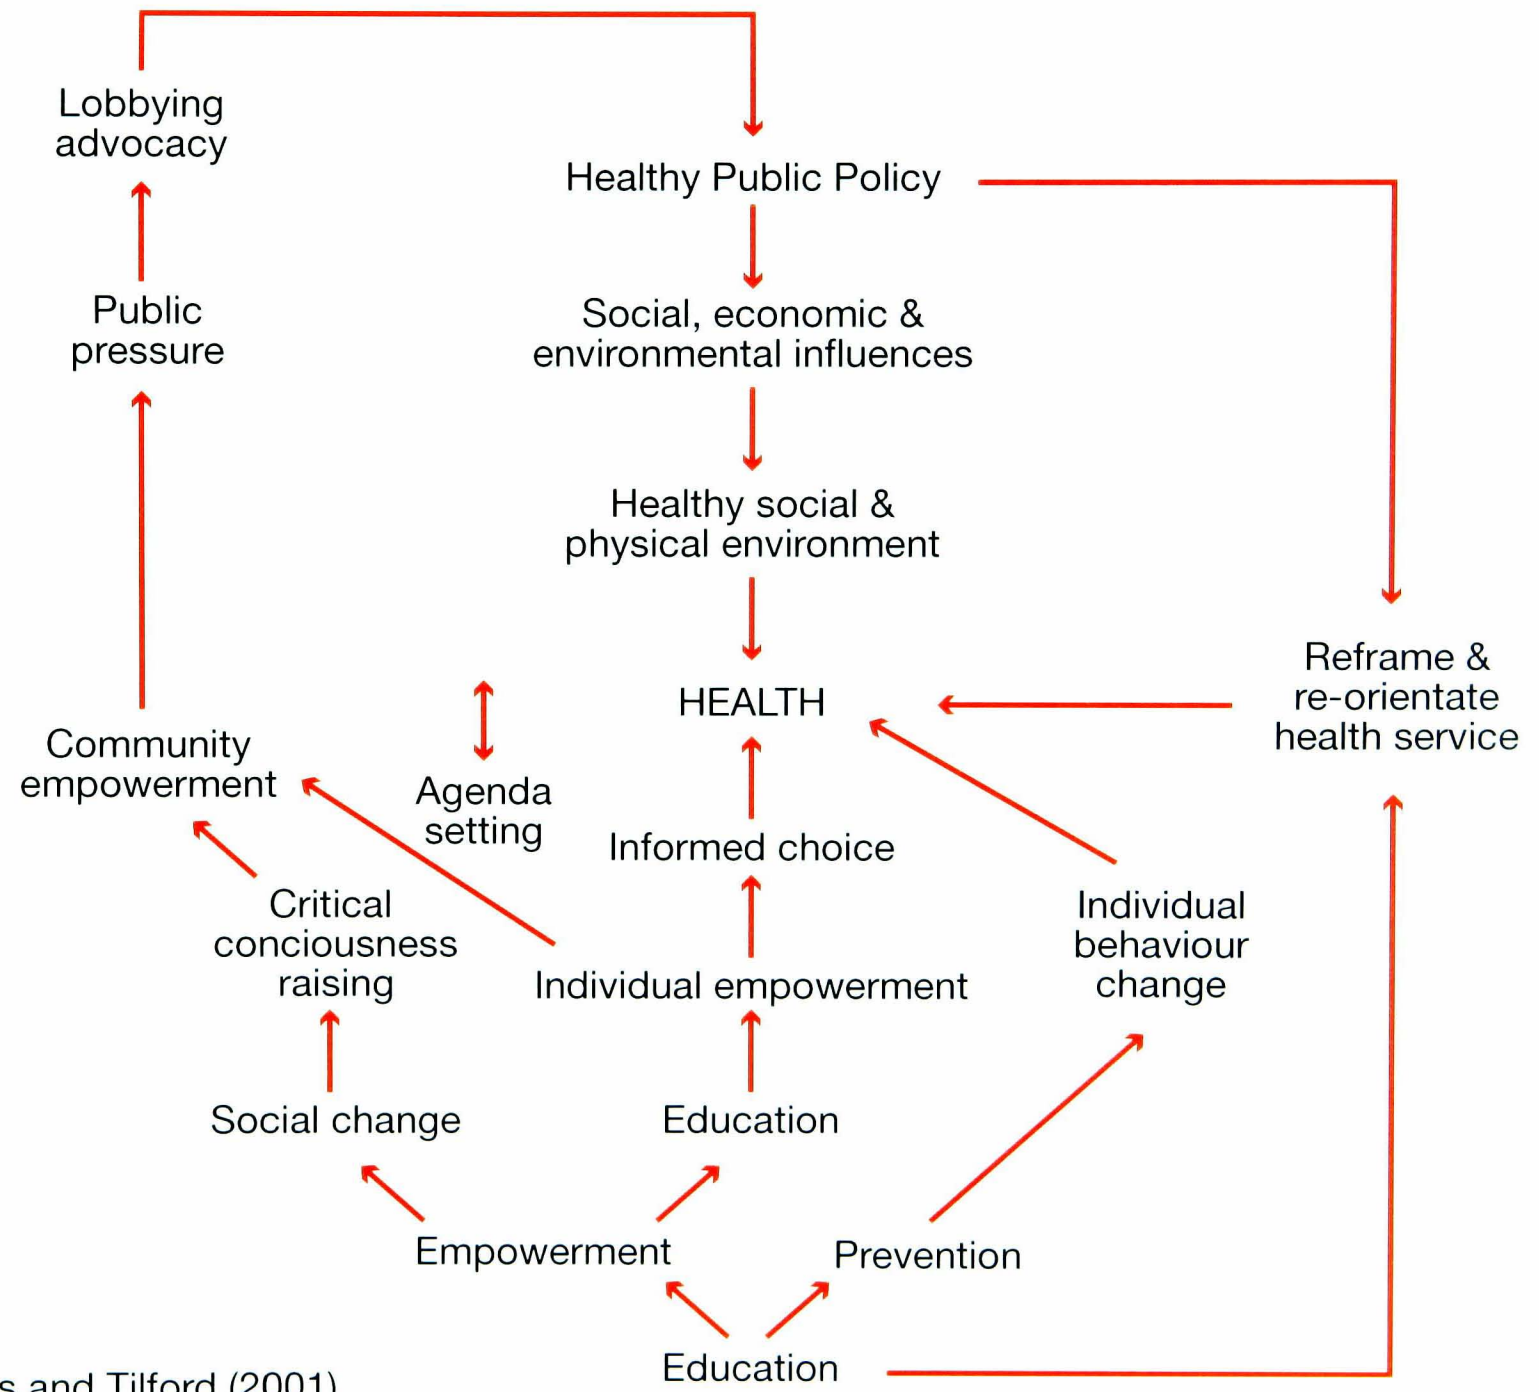 Lobbying
advocacy
Healthy Public Policy
Public
pressure
Social, economic &
environmental influences
Healthy social &
physical environment
Reframe &
re-orientate
health service
HEALTH
Community
empowerment
Agenda
setting
Informed choice
Critical
conciousness
raising
Individual
behaviour
change
Individual empowerment
Social change
Education
Empowerment
Prevention
Education
and Tilford (2001)